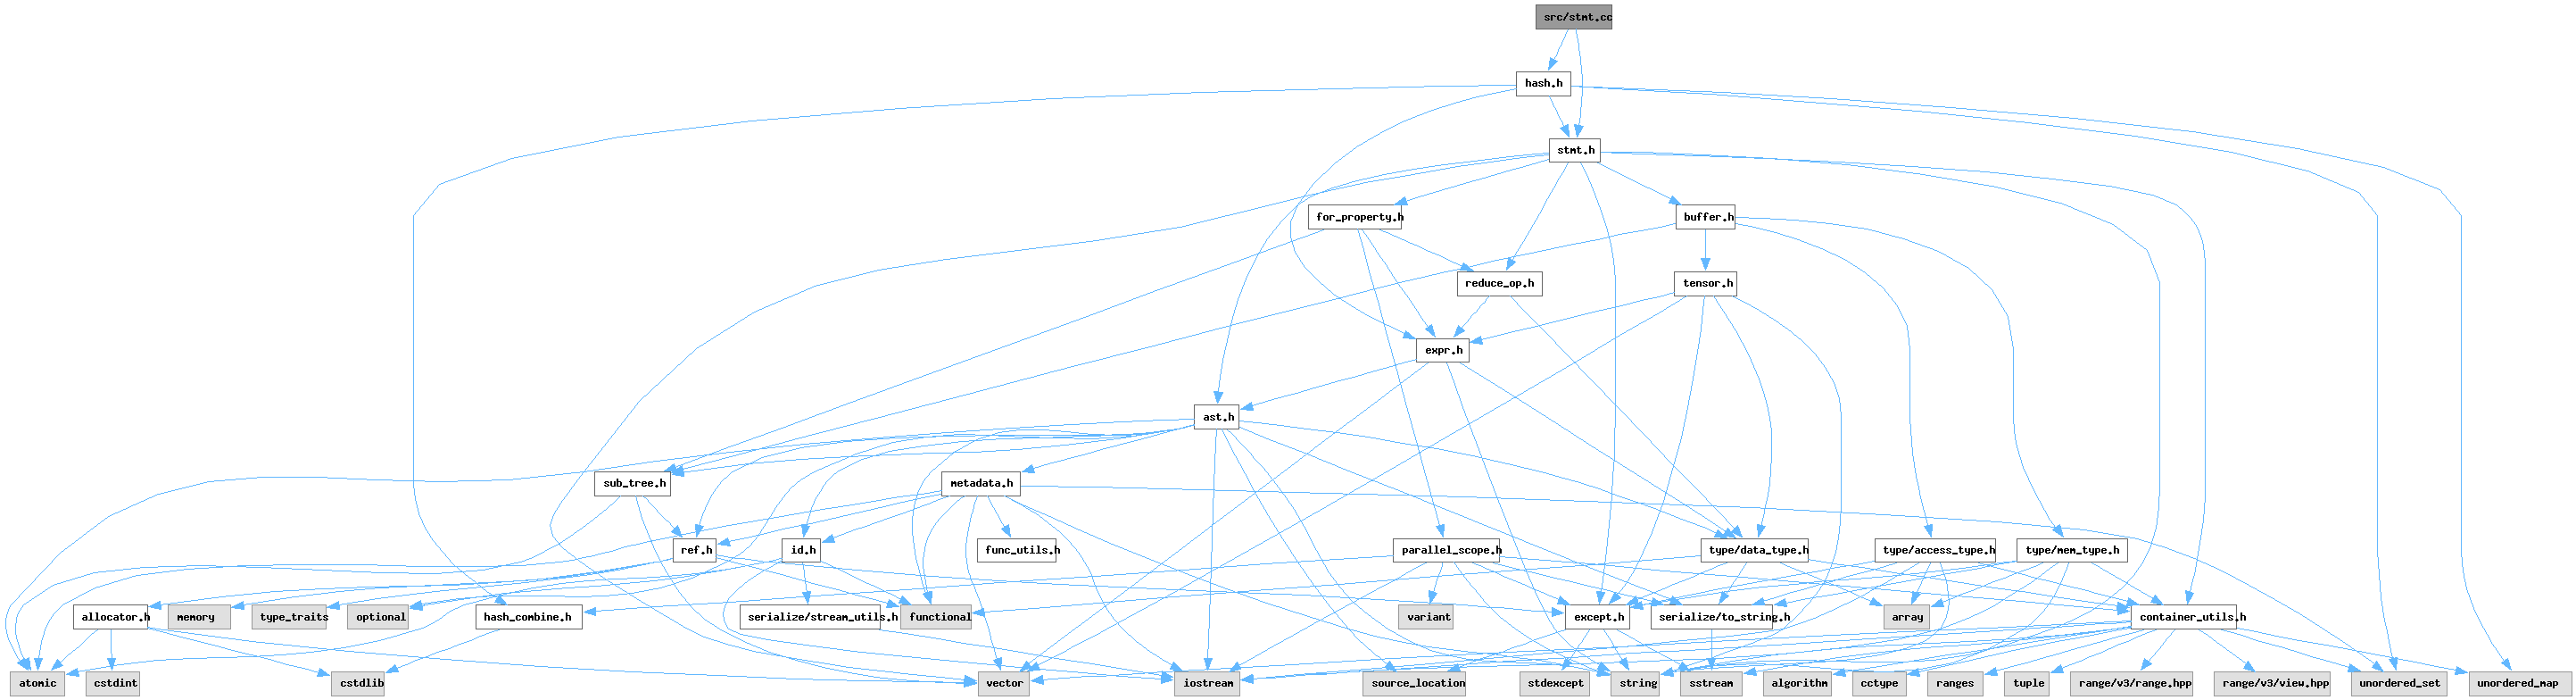 src/stmt.cc
hash.h
stmt.h
for_property.h
buffer.h
reduce_op.h
tensor.h
expr.h
ast.h
sub_tree.h
metadata.h
ref.h
id.h
func_utils.h
parallel_scope.h
type/data_type.h
type/access_type.h
type/mem_type.h
allocator.h
memory
type_traits
optional
hash_combine.h
serialize/stream_utils.h
functional
variant
except.h
serialize/to_string.h
array
container_utils.h
atomic
cstdint
cstdlib
vector
iostream
source_location
stdexcept
string
sstream
algorithm
cctype
ranges
tuple
range/v3/range.hpp
range/v3/view.hpp
unordered_set
unordered_map